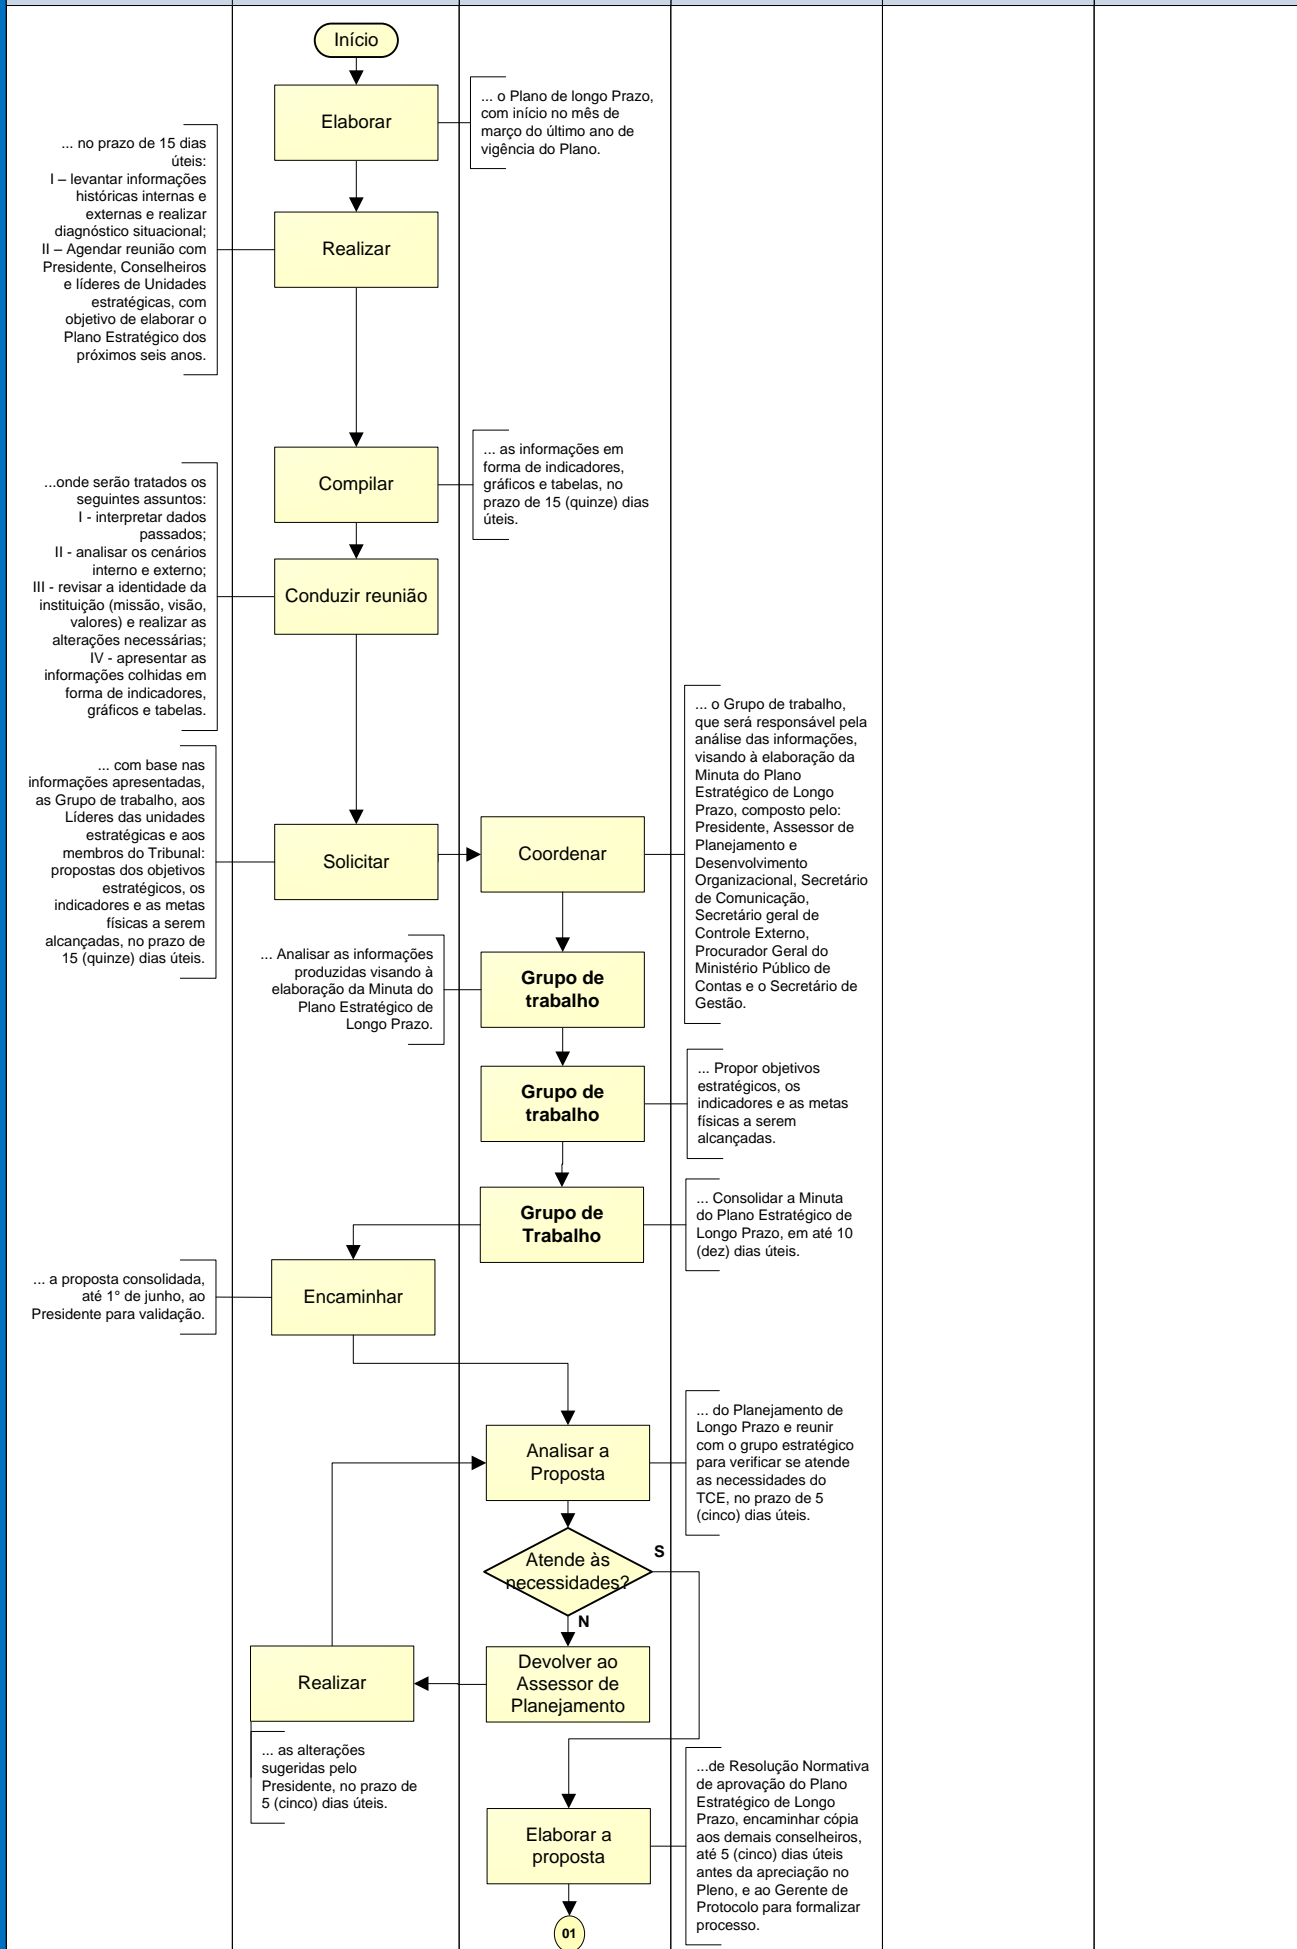 Início
Elaborar
... o Plano de longo Prazo,
com início no mês de
março do último ano de
vigência do Plano.
... no prazo de 15 dias
úteis:
I – levantar informações
históricas internas e
externas e realizar
diagnóstico situacional;
II – Agendar reunião com
Presidente, Conselheiros
e líderes de Unidades
estratégicas, com
objetivo de elaborar o
Plano Estratégico dos
próximos seis anos.
Realizar
Compilar
... as informações em
forma de indicadores,
gráficos e tabelas, no
prazo de 15 (quinze) dias
úteis.
...onde serão tratados os
seguintes assuntos:
I - interpretar dados
passados;
II - analisar os cenários
interno e externo;
III - revisar a identidade da
instituição (missão, visão,
valores) e realizar as
alterações necessárias;
IV - apresentar as
informações colhidas em
forma de indicadores,
gráficos e tabelas.
Conduzir reunião
... com base nas
informações apresentadas,
as Grupo de trabalho, aos
Líderes das unidades
estratégicas e aos
membros do Tribunal:
propostas dos objetivos
estratégicos, os
indicadores e as metas
físicas a serem
alcançadas, no prazo de
15 (quinze) dias úteis.
Solicitar
Coordenar
... o Grupo de trabalho,
que será responsável pela
análise das informações,
visando à elaboração da
Minuta do Plano
Estratégico de Longo
Prazo, composto pelo:
Presidente, Assessor de
Planejamento e
Desenvolvimento
Organizacional, Secretário
de Comunicação,
Secretário geral de
Controle Externo,
Procurador Geral do
Ministério Público de
Contas e o Secretário de
Gestão.
... Analisar as informações
produzidas visando à
elaboração da Minuta do
Plano Estratégico de
Longo Prazo.
Grupo de
trabalho
Grupo de
trabalho
... Propor objetivos
estratégicos, os
indicadores e as metas
físicas a serem
alcançadas.
Grupo de
Trabalho
... Consolidar a Minuta
do Plano Estratégico de
Longo Prazo, em até 10
(dez) dias úteis.
... a proposta consolidada,
até 1° de junho, ao
Presidente para validação.
Encaminhar
Analisar a
Proposta
... do Planejamento de
Longo Prazo e reunir
com o grupo estratégico
para verificar se atende
as necessidades do
TCE, no prazo de 5
(cinco) dias úteis.
Atende às
necessidades?
S
N
Realizar
Devolver ao
Assessor de
Planejamento
... as alterações
sugeridas pelo
Presidente, no prazo de
5 (cinco) dias úteis.
Elaborar a
proposta
...de Resolução Normativa
de aprovação do Plano
Estratégico de Longo
Prazo, encaminhar cópia
aos demais conselheiros,
até 5 (cinco) dias úteis
antes da apreciação no
Pleno, e ao Gerente de
Protocolo para formalizar
processo.
01